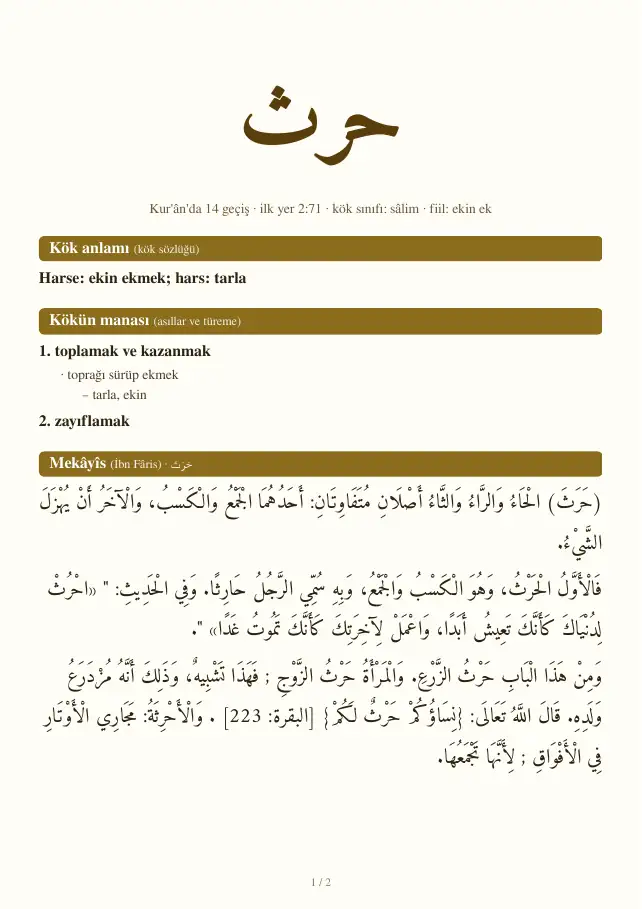 حرث
Kur'ân'da 14 geçiş · ilk yer 2:71 · kök sınıfı: sâlim · fiil: ekin ek
Kök anlamı (kök sözlüğü)
Harse: ekin ekmek; hars: tarla
Kökün manası (asıllar ve türeme)
1. toplamak ve kazanmak
· toprağı sürüp ekmek
– tarla, ekin
2. zayıflamak
Mekâyîs (İbn Fâris) · حَرَثَ
(حَرَثَ) الْحَاءُ وَالرَّاءُ وَالثَّاءُ أَصْلَانِ مُتَفَاوِتَانِ: أَحَدُهُمَا الْجَمْعُ وَالْكَسْبُ، وَالْآخَرُ أَنْ يُهْزَلَ
الشَّيْءُ.
فَالْأَوَّلُ الْحَرْثُ، وَهُوَ الْكَسْبُ وَالْجَمْعُ، وَبِهِ سُمِّيَ الرَّجُلُ حَارِثًا. وَفِي الْحَدِيثِ: " «احْرُثْ
لِدُنْيَاكَ كَأَنَّكَ تَعِيشُ أَبَدًا، وَاعْمَلْ لِآخِرَتِكَ كَأَنَّكَ تَمُوتُ غَدًا» ".
وَمِنْ هَذَا الْبَابِ حَرْثُ الزَّرْعِ. وَالْمَرْأَةُ حَرْثُ الزَّوْجِ ; فَهَذَا تَشْبِيهٌ، وَذَلِكَ أَنَّهُ مُزْدَرَعُ
وَلَدِهِ. قَالَ اللَّهُ تَعَالَى: {نِسَاؤُكُمْ حَرْثٌ لَكُمْ} [البقرة: 223] . وَالْأَحْرِثَةُ: مَجَارِي الْأَوْتَارِ
فِي الْأَفْوَاقِ ; لِأَنَّهَا تَجْمَعُهَا.
1 / 2